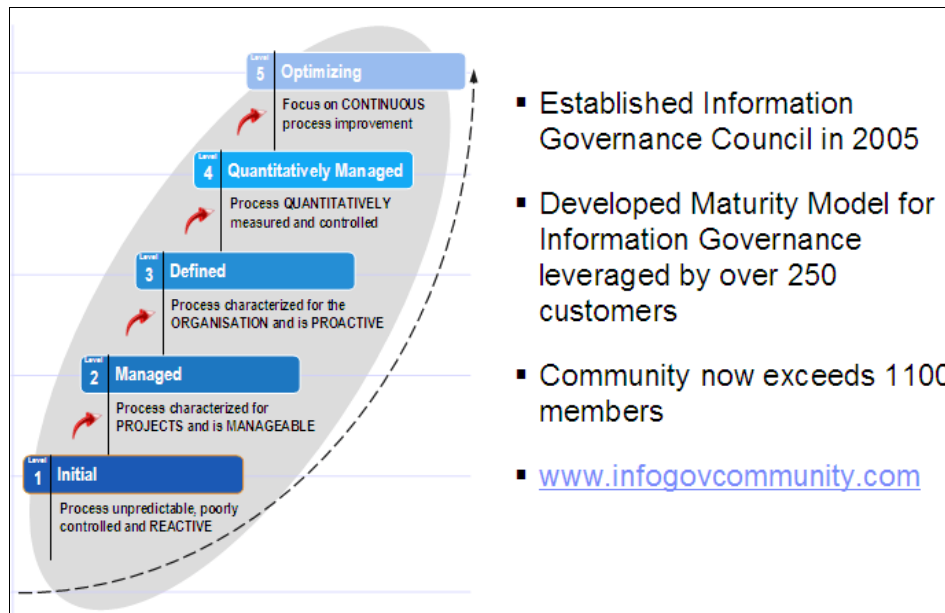 Level
5 Optimizing
Focus on CONTINUOUS
process improvement
Level
4 Quantitatively Managed
Process QUANTITATIVELY
measured and controlled
Level
3 Defined
Process characterized for the
ORGANISATION and is PROACTIVE
Level
2 Managed
Process characterized for
PROJECTS and is MANAGEABLE
Level
1 Initial
Process unpredictable, poorly
controlled and REACTIVE
▪ Established Information
Governance Council in 2005
▪ Developed Maturity Model for
Information Governance
leveraged by over 250
customers
▪ Community now exceeds 1100
members
▪ www.infogovcommunity.com